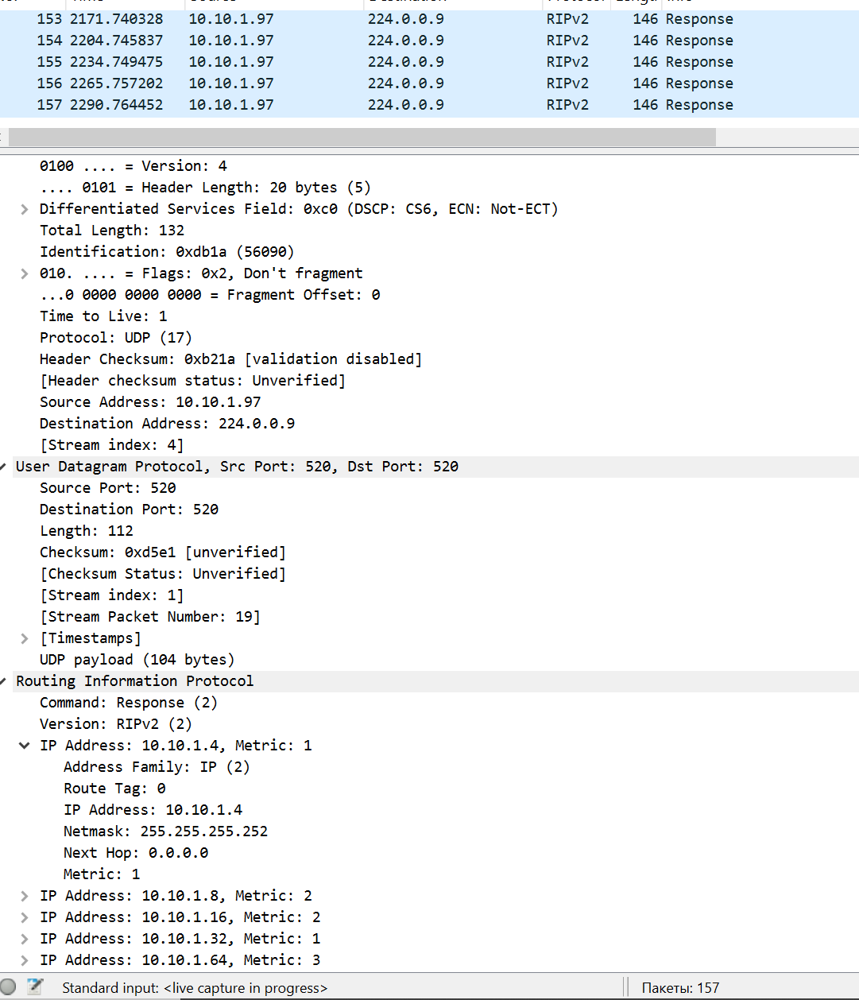 153 2171.740328 10.10.1.97 224.0.0.9 RIPv2 146 Response
154 2204.745837 10.10.1.97 224.0.0.9 RIPv2 146 Response
155 2234.749475 10.10.1.97 224.0.0.9 RIPv2 146 Response
156 2265.757202 10.10.1.97 224.0.0.9 RIPv2 146 Response
157 2290.764452 10.10.1.97 224.0.0.9 RIPv2 146 Response
0100 .... = Version: 4
.... 0101 = Header Length: 20 bytes (5)
Differentiated Services Field: 0xc0 (DSCP: CS6, ECN: Not-ECT)
Total Length: 132
Identification: 0xdb1a (56090)
010. .... = Flags: 0x2, Don't fragment
...0 0000 0000 0000 = Fragment Offset: 0
Time to Live: 1
Protocol: UDP (17)
Header Checksum: 0xb21a [validation disabled]
[Header checksum status: Unverified]
Source Address: 10.10.1.97
Destination Address: 224.0.0.9
[Stream index: 4]
User Datagram Protocol, Src Port: 520, Dst Port: 520
Source Port: 520
Destination Port: 520
Length: 112
Checksum: 0xd5e1 [unverified]
[Checksum Status: Unverified]
[Stream index: 1]
[Stream Packet Number: 19]
[Timestamps]
UDP payload (104 bytes)
Routing Information Protocol
Command: Response (2)
Version: RIPv2 (2)
IP Address: 10.10.1.4, Metric: 1
Address Family: IP (2)
Route Tag: 0
IP Address: 10.10.1.4
Netmask: 255.255.255.252
Next Hop: 0.0.0.0
Metric: 1
IP Address: 10.10.1.8, Metric: 2
IP Address: 10.10.1.16, Metric: 2
IP Address: 10.10.1.32, Metric: 1
IP Address: 10.10.1.64, Metric: 3
Standard input: <live capture in progress> Пакеты: 157